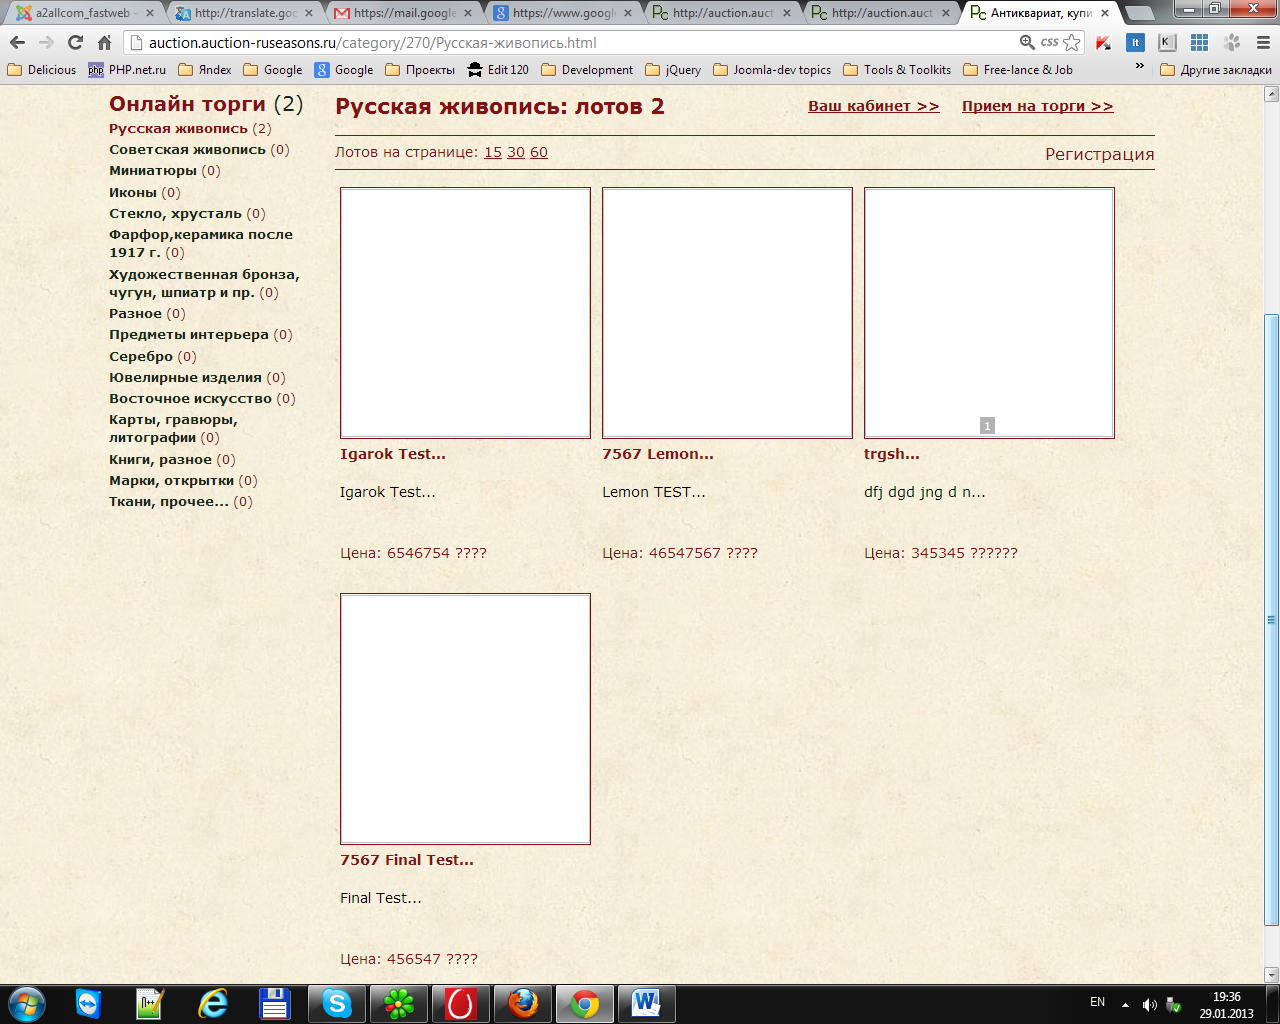 a2allcom_fastweb -
http://translate.goo
https://mail.google
https://www.googl
http://auction.auct
http://auction.auct
Антиквариат, купи
auction.auction-ruseasons.ru/category/270/Русская-живопись.html
css
Delicious
PHP.net.ru
Яndex
Google
Google
Проекты
Edit 120
Development
jQuery
Joomla-dev topics
Tools & Toolkits
Free-lance & Job
»
Другие закладки
Онлайн торги (2)
Русская живопись (2)
Советская живопись (0)
Миниатюры (0)
Иконы (0)
Стекло, хрусталь (0)
Фарфор,керамика после
1917 г. (0)
Художественная бронза,
чугун, шпиатр и пр. (0)
Разное (0)
Предметы интерьера (0)
Серебро (0)
Ювелирные изделия (0)
Восточное искусство (0)
Карты, гравюры,
литографии (0)
Книги, разное (0)
Марки, открытки (0)
Ткани, прочее... (0)
Русская живопись: лотов 2
Ваш кабинет >>
Прием на торги >>
Лотов на странице: 15 30 60
Регистрация
1
Igarok Test...
7567 Lemon...
trgsh...
Igarok Test...
Lemon TEST...
dfj dgd jng d n...
Цена: 6546754 ????
Цена: 46547567 ????
Цена: 345345 ??????
7567 Final Test...
Final Test...
Цена: 456547 ????
EN
19:36
29.01.2013